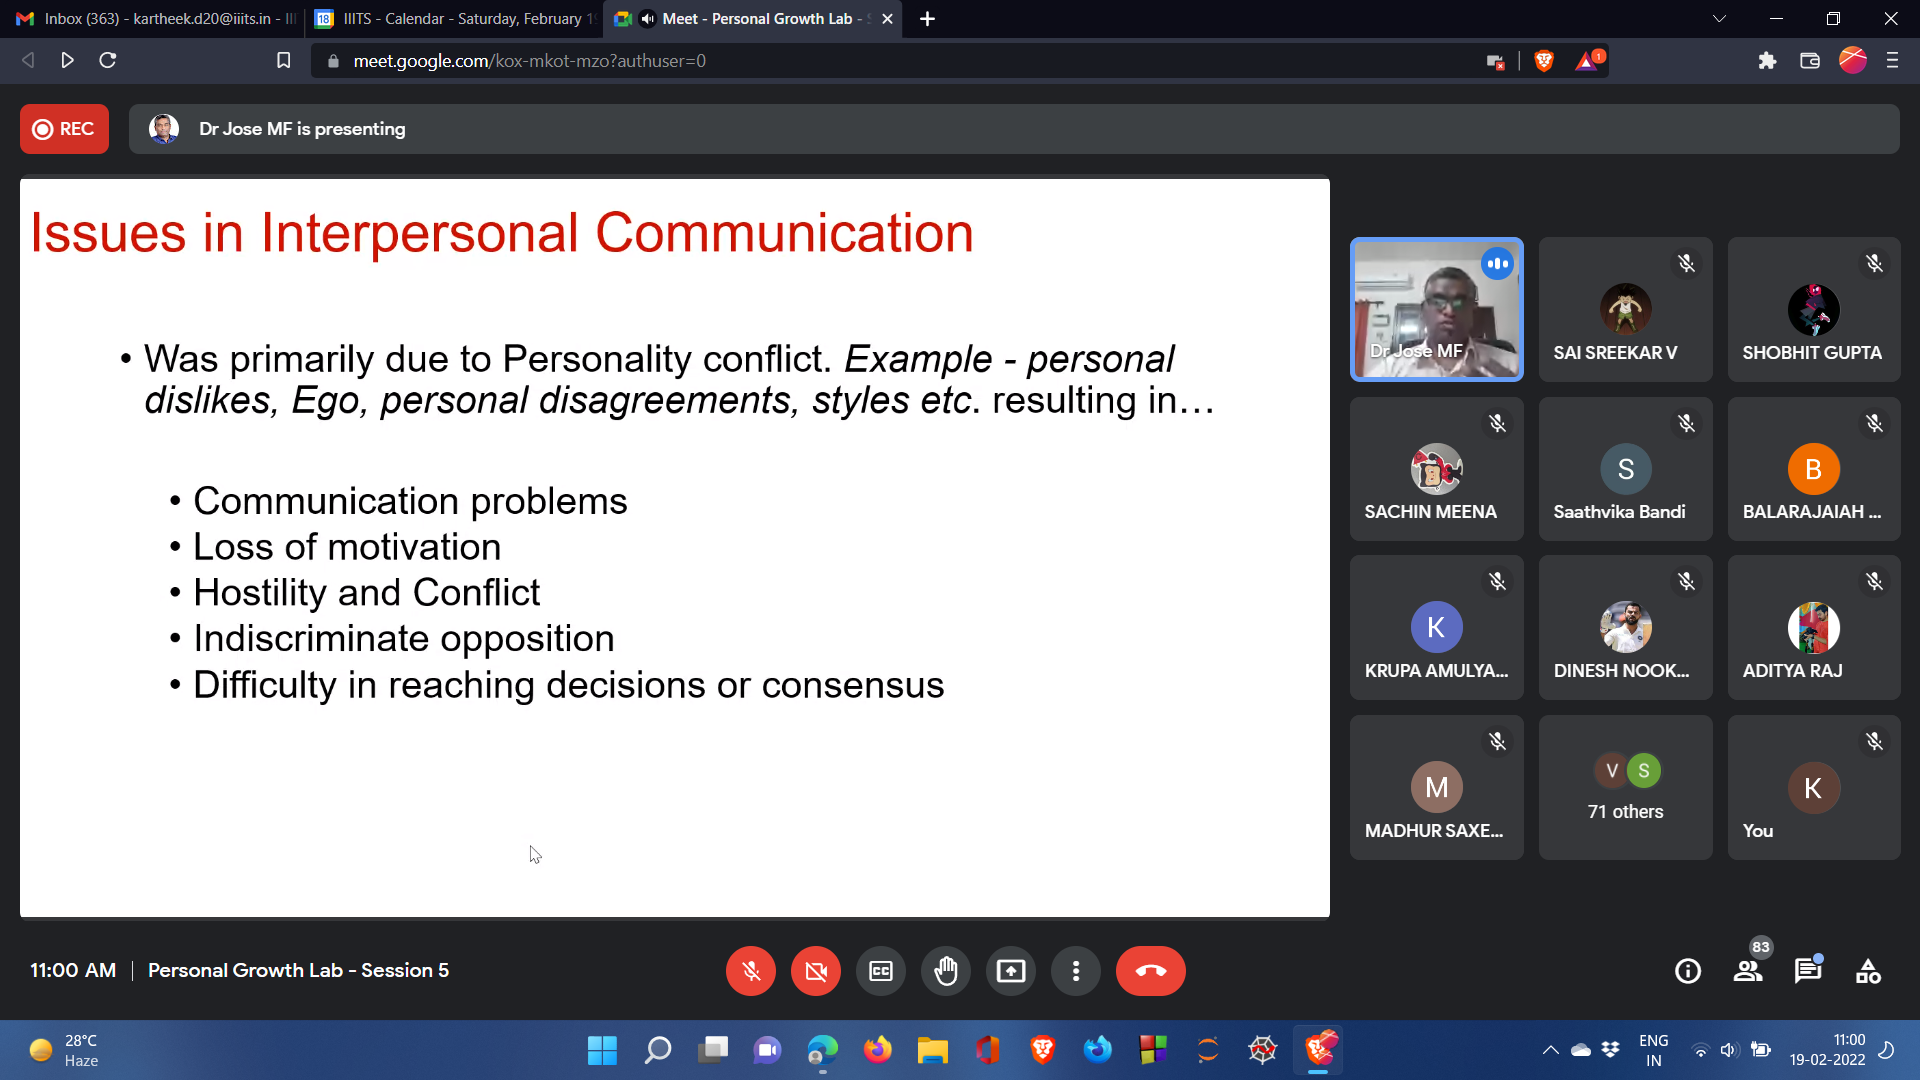 Inbox (363) - kartheek.d20@iiits.in - III
18
IIITS - Calendar - Saturday, February 19
Meet - Personal Growth Lab - S
meet.google.com/kox-mkot-mzo?authuser=0
1
REC
Dr Jose MF is presenting
Issues in Interpersonal Communication
• Was primarily due to Personality conflict. Example - personal
dislikes, Ego, personal disagreements, styles etc. resulting in...
• Communication problems
• Loss of motivation
• Hostility and Conflict
• Indiscriminate opposition
• Difficulty in reaching decisions or consensus
Dr Jose MF
SAI SREEKAR V
SHOBHIT GUPTA
SACHIN MEENA
S
Saathvika Bandi
B
BALARAJAIAH ...
K
KRUPA AMULYA...
DINESH NOOK...
ADITYA RAJ
M
MADHUR SAXE...
V S
71 others
K
You
11:00 AM | Personal Growth Lab - Session 5
CC
83
28°C
Haze
ENG
IN
11:00
19-02-2022